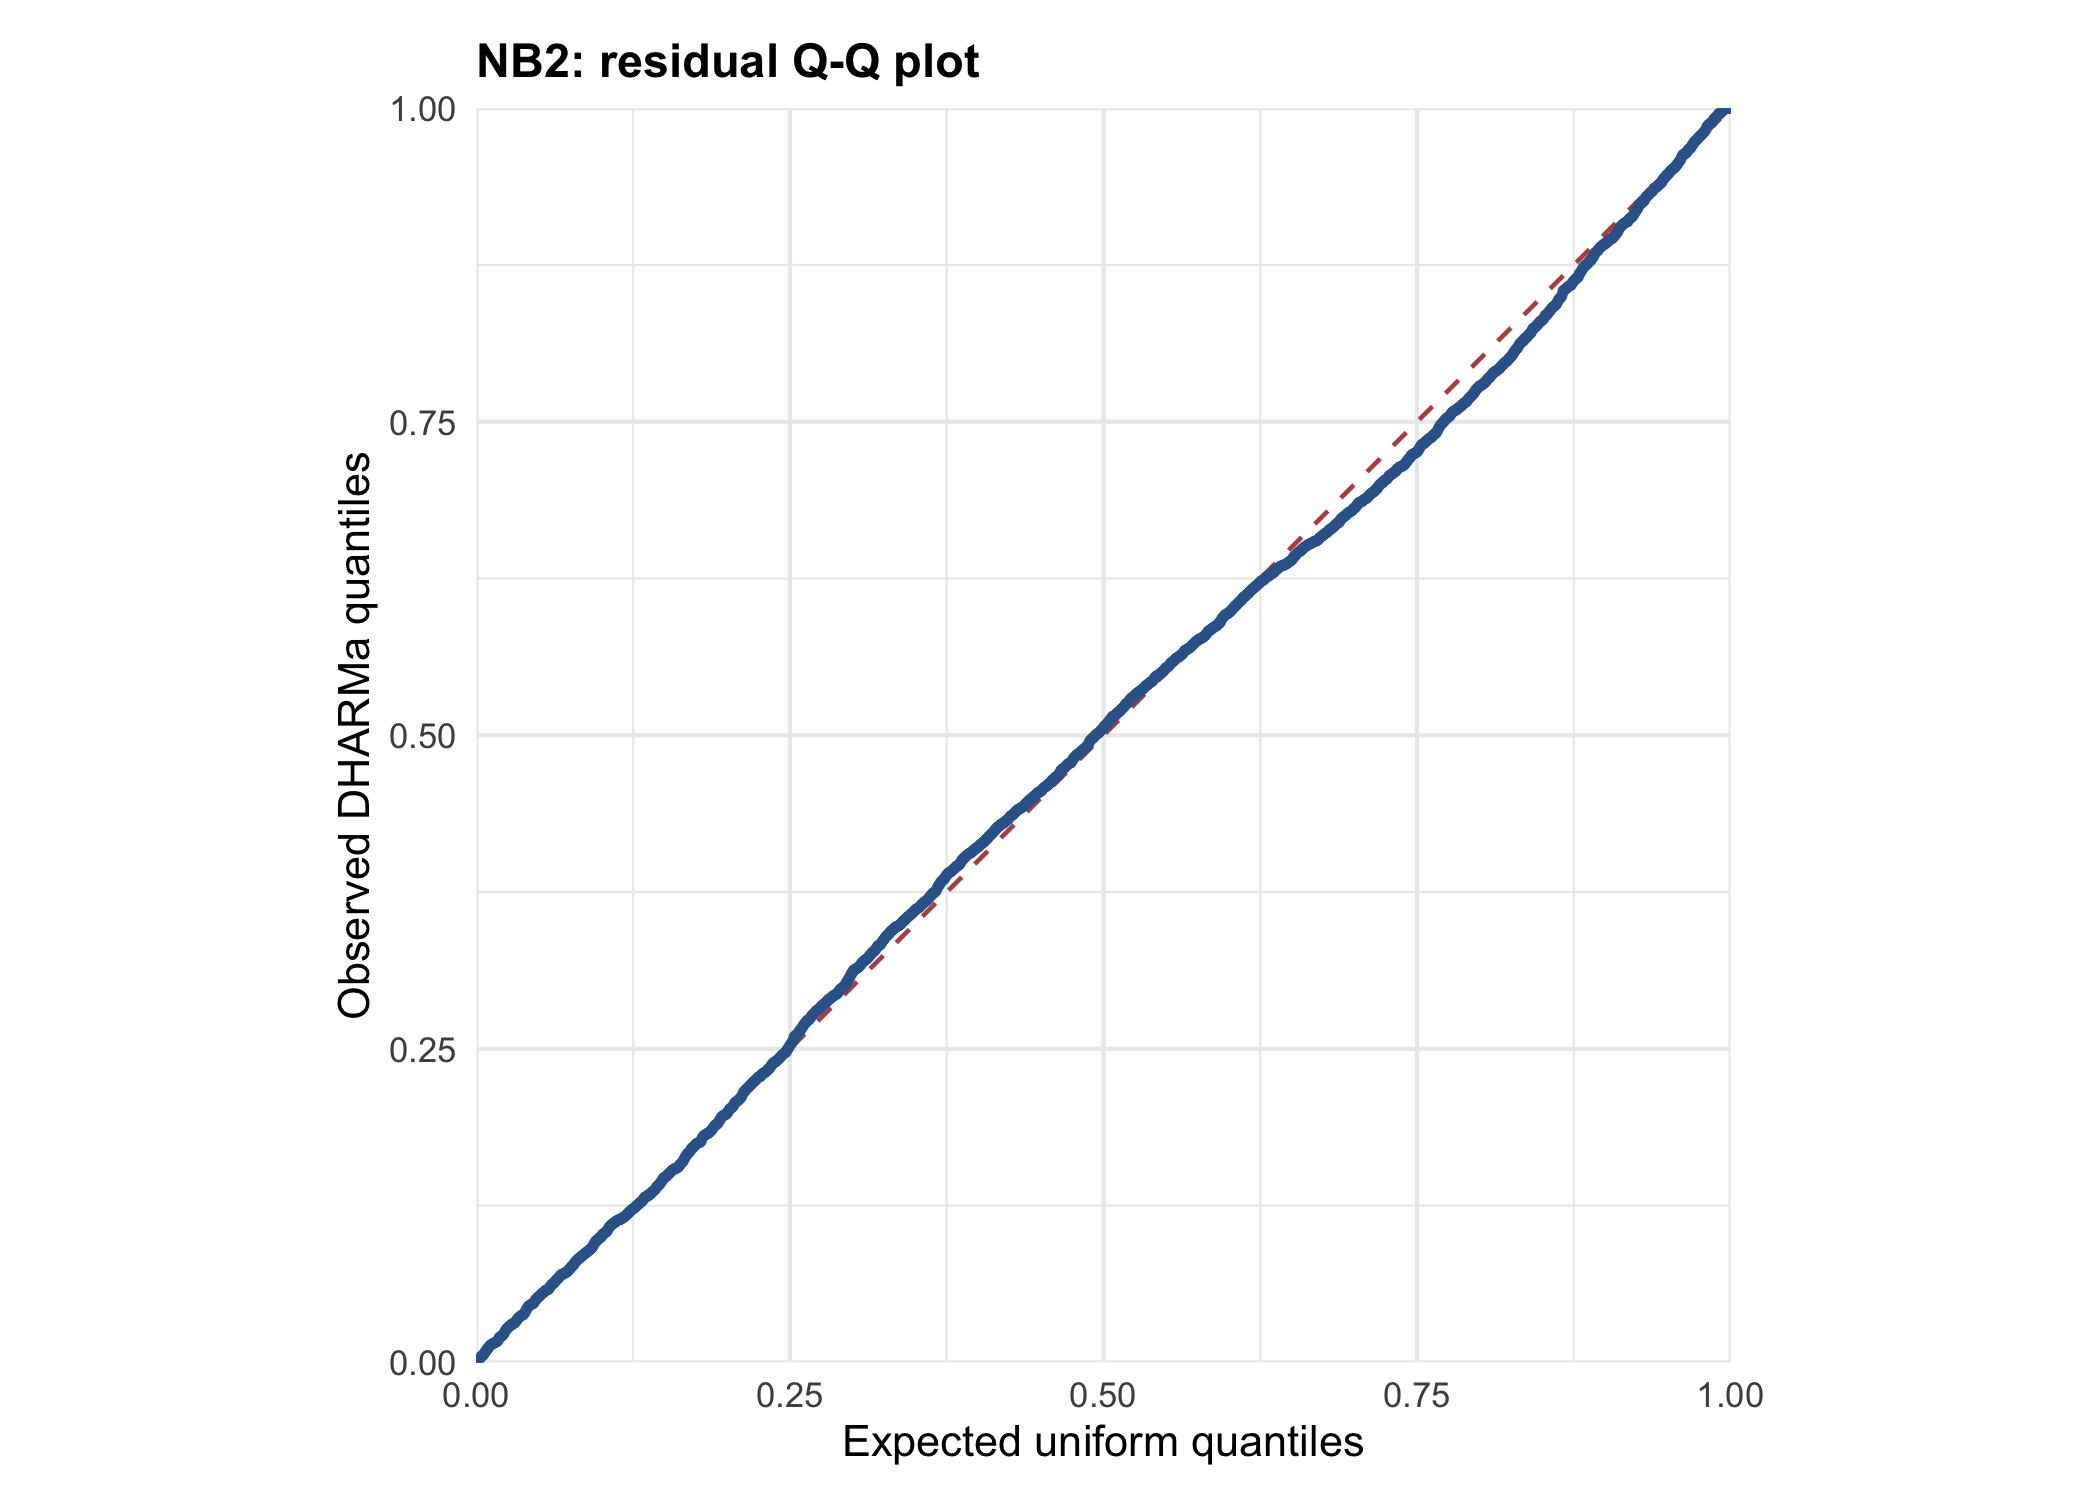 NB2: residual Q-Q plot
1.00
0.75
0.50
0.25
0.00
Observed DHARMa quantiles
0.00 0.25 0.50 0.75 1.00
Expected uniform quantiles